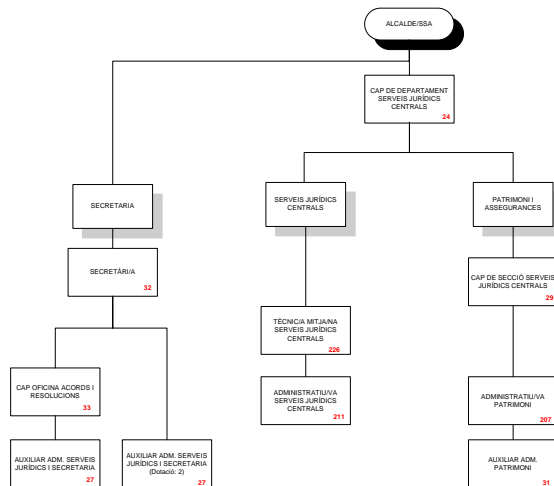 ALCALDE/SSA
CAP DE DEPARTAMENT
SERVEIS JURÍDICS
CENTRALS
24
SECRETARIA
SERVEIS JURÍDICS
CENTRALS
PATRIMONI I
ASSEGURANCES
SECRETÀRI/A
32
CAP DE SECCIÓ SERVEIS
JURÍDICS CENTRALS
29
TÈCNIC/A MITJA/NA
SERVEIS JURÍDICS
CENTRALS
226
CAP OFICINA ACORDS I
RESOLUCIONS
33
ADMINISTRATIU/VA
SERVEIS JURÍDICS
CENTRALS
211
ADMINISTRATIU/VA
PATRIMONI
207
AUXILIAR ADM. SERVEIS
JURÍDICS I SECRETARIA
27
AUXILIAR ADM. SERVEIS
JURÍDICS I SECRETARIA
(Dotació: 2)
27
AUXILIAR ADM.
PATRIMONI
31